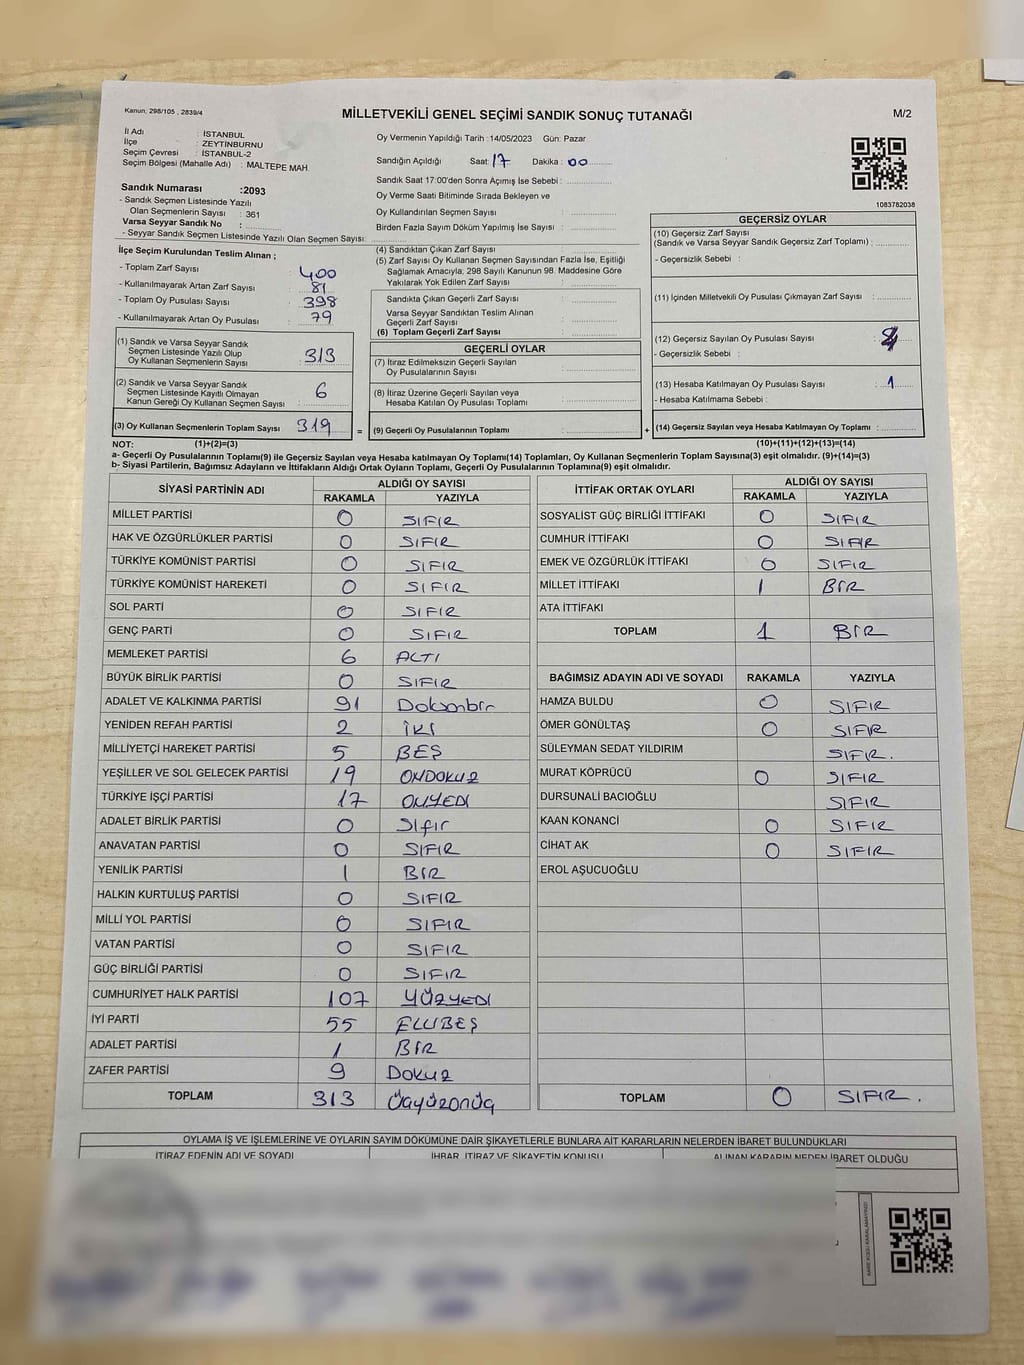 Kanun, 298/105 , 2839/4
MİLLETVEKİLİ GENEL SEÇİMİ SANDIK SONUÇ TUTANAĞI
M/2
İl Adı : İSTANBUL
İlçe : ZEYTİNBURNU
Seçim Çevresi : İSTANBUL-2
Seçim Bölgesi (Mahalle Adı) : MALTEPE MAH.
Oy Vermenin Yapıldığı Tarih :14/05/2023 Gün: Pazar
Sandığın Açıldığı Saat: 17 Dakika : 00
Sandık Saat 17:00'den Sonra Açımış İse Sebebi :
Oy Verme Saati Bitiminde Sırada Bekleyen ve
Oy Kullandırılan Seçmen Sayısı :
Birden Fazla Sayım Döküm Yapılmış İse Sayısı :
1083782038
Sandık Numarası :2093
- Sandık Seçmen Listesinde Yazılı
Olan Seçmenlerin Sayısı : 361
Varsa Seyyar Sandık No :
- Seyyar Sandık Seçmen Listesinde Yazılı Olan Seçmen Sayısı:
İlçe Seçim Kurulundan Teslim Alınan ;
- Toplam Zarf Sayısı : 400
- Kullanılmayarak Artan Zarf Sayısı : 81
- Toplam Oy Pusulası Sayısı : 398
- Kullanılmayarak Artan Oy Pusulası : 79
(1) Sandık ve Varsa Seyyar Sandık
Seçmen Listesinde Yazılı Olup
Oy Kullanan Seçmenlerin Sayısı : 313
(2) Sandık ve Varsa Seyyar Sandık
Seçmen Listesinde Kayıtlı Olmayan
Kanun Gereği Oy Kullanan Seçmen Sayısı : 6
(3) Oy Kullanan Seçmenlerin Toplam Sayısı : 319
(4) Sandıktan Çıkan Zarf Sayısı :
(5) Zarf Sayısı Oy Kullanan Seçmen Sayısından Fazla İse, Eşitliği
Sağlamak Amacıyla, 298 Sayılı Kanunun 98. Maddesine Göre
Yakılarak Yok Edilen Zarf Sayısı :
Sandıkta Çıkan Geçerli Zarf Sayısı :
Varsa Seyyar Sandıktan Teslim Alınan
Geçerli Zarf Sayısı :
(6) Toplam Geçerli Zarf Sayısı :
GEÇERLİ OYLAR
(7) İtiraz Edilmeksizin Geçerli Sayılan
Oy Pusulalarının Sayısı :
(8) İtiraz Üzerine Geçerli Sayılan veya
Hesaba Katılan Oy Pusulası Toplamı :
= (9) Geçerli Oy Pusulalarının Toplamı :
GEÇERSİZ OYLAR
(10) Geçersiz Zarf Sayısı
(Sandık ve Varsa Seyyar Sandık Geçersiz Zarf Toplamı) :
- Geçersizlik Sebebi :
(11) İçinden Milletvekili Oy Pusulası Çıkmayan Zarf Sayısı :
(12) Geçersiz Sayılan Oy Pusulası Sayısı :
- Geçersizlik Sebebi :
(13) Hesaba Katılmayan Oy Pusulası Sayısı : 1
- Hesaba Katılmama Sebebi :
+ (14) Geçersiz Sayılan veya Hesaba Katılmayan Oy Toplamı :
NOT: (1)+(2)=(3)
(10)+(11)+(12)+(13)=(14)
a- Geçerli Oy Pusulasının Toplamı(9) ile Geçersiz Sayılan veya Hesaba Katılmayan Oy Toplamı(14) Toplamları, Oy Kullanan Seçmenlerin Toplam Sayısına(3) eşit olmalıdır. (9)+(14)=(3)
b- Siyasi Partilerin, Bağımsız Adayların ve İttifakların Aldığı Ortak Oyların Toplamı, Geçerli Oy Pusulalarının Toplamına(9) eşit olmalıdır.
SİYASİ PARTİNİN ADI ALDIĞI OY SAYISI
RAKAMLA YAZIYLA
MİLLET PARTİSİ 0 SIFIR
HAK VE ÖZGÜRLÜKLER PARTİSİ 0 SIFIR
TÜRKİYE KOMÜNİST PARTİSİ 0 SIFIR
TÜRKİYE KOMÜNİST HAREKETİ 0 SIFIR
SOL PARTİ 0 SIFIR
GENÇ PARTİ 0 SIFIR
MEMLEKET PARTİSİ 6 ALTI
BÜYÜK BİRLİK PARTİSİ 0 SIFIR
ADALET VE KALKINMA PARTİSİ 91 Doksanbir
YENİDEN REFAH PARTİSİ 2 İKİ
MİLLİYETÇİ HAREKET PARTİSİ 5 BEŞ
YEŞİLLER VE SOL GELECEK PARTİSİ 19 ONDOKUZ
TÜRKİYE İŞÇİ PARTİSİ 17 ONYEDI
ADALET BİRLİK PARTİSİ 0 Sıfır
ANAVATAN PARTİSİ 0 SIFIR
YENİLİK PARTİSİ 1 BİR
HALKIN KURTULUŞ PARTİSİ 0 SIFIR
MİLLİ YOL PARTİSİ 0 SIFIR
VATAN PARTİSİ 0 SIFIR
GÜÇ BİRLİĞİ PARTİSİ 0 SIFIR
CUMHURİYET HALK PARTİSİ 107 YÜZYEDI
İYİ PARTİ 55 ELLİBEŞ
ADALET PARTİSİ 1 BİR
ZAFER PARTİSİ 9 Dokuz
TOPLAM 313 Üçyüzonüç
İTTİFAK ORTAK OYLARI ALDIĞI OY SAYISI
RAKAMLA YAZIYLA
SOSYALİST GÜÇ BİRLİĞİ İTTİFAKI 0 SIFIR
CUMHUR İTTİFAKI 0 SIFIR
EMEK VE ÖZGÜRLÜK İTTİFAKI 0 SIFIR
MİLLET İTTİFAKI 1 BİR
ATA İTTİFAKI
TOPLAM 1 BİR
BAĞIMSIZ ADAYIN ADI VE SOYADI RAKAMLA YAZIYLA
HAMZA BULDU 0 SIFIR
ÖMER GÖNÜLTAŞ 0 SIFIR
SÜLEYMAN SEDAT YILDIRIM SIFIR.
MURAT KÖPRÜCÜ 0 SIFIR
DURSUNALİ BACIOĞLU SIFIR
KAAN KONANCİ 0 SIFIR
CİHAT AK 0 SIFIR
EROL AŞUCUOĞLU
TOPLAM 0 SIFIR.
OYLAMA İŞ VE İŞLEMLERİNE VE OYLARIN SAYIM DÖKÜMÜNE DAİR ŞİKAYETLERLE BUNLARA AİT KARARLARIN NELERDEN İBARET BULUNDUKLARI
İTİRAZ EDENİN ADI VE SOYADI İHBAR, İTİRAZ VE ŞİKAYETİN KONUSU ALINAN KARARIN NEDEN İBARET OLDUĞU